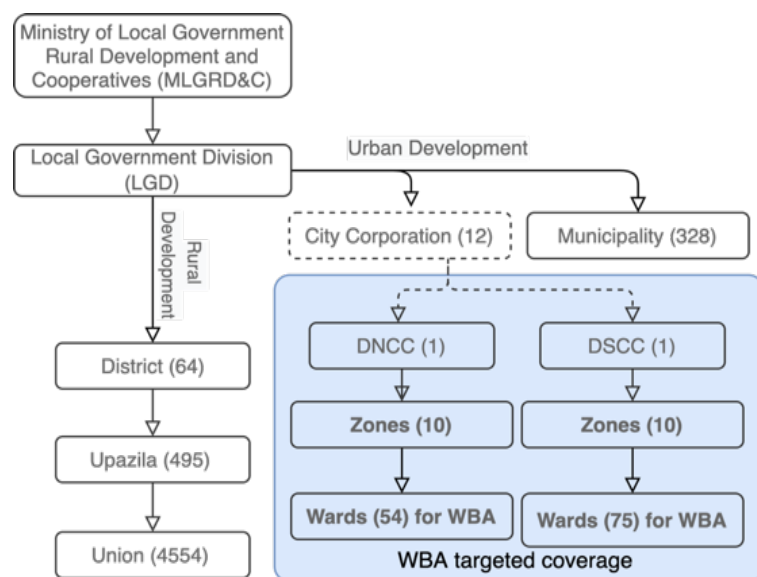 Ministry of Local Government
Rural Development and
Cooperatives (MLGRD&C)
Local Government Division
(LGD)
Urban Development
Rural
Development
City Corporation (12)
Municipality (328)
DNCC (1)
DSCC (1)
District (64)
Zones (10)
Zones (10)
Upazila (495)
Wards (54) for WBA
Wards (75) for WBA
Union (4554)
WBA targeted coverage